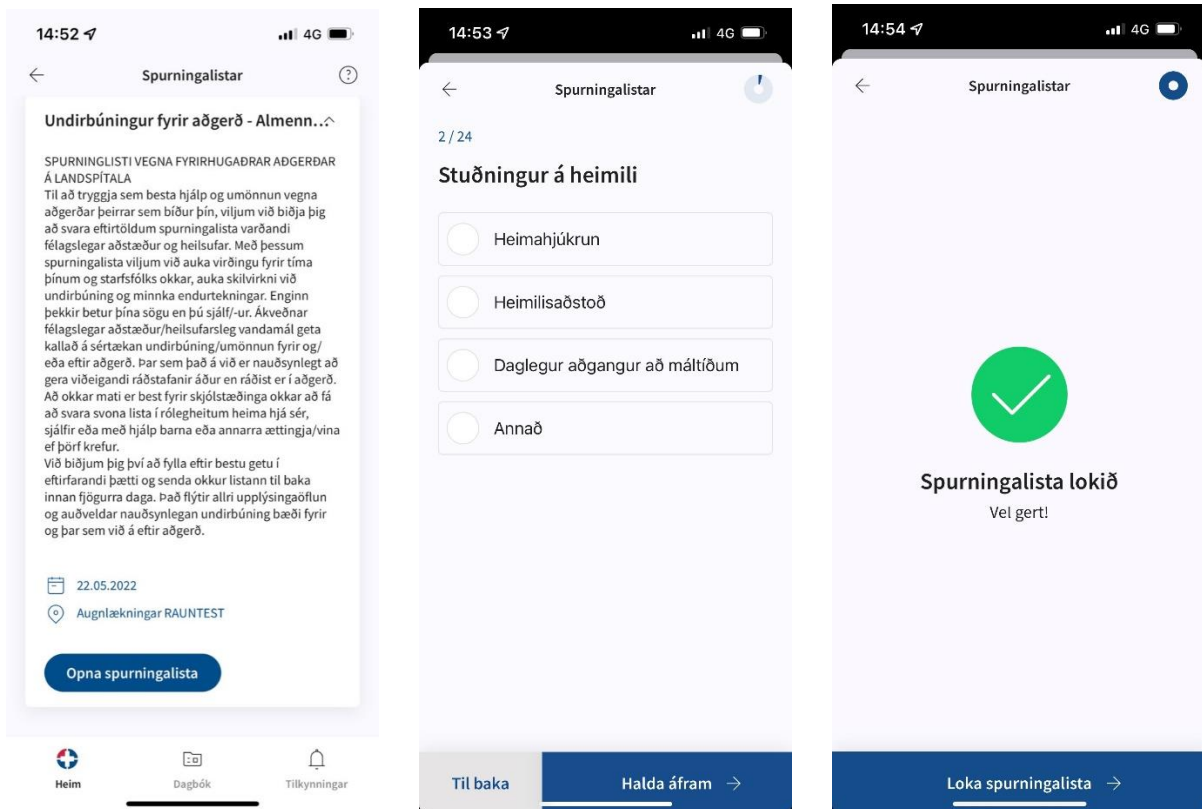 14:52
4G
Spurningalistar
?
Undirbúningur fyrir aðgerð - Almenn...
SPURNINGLISTI VEGNA FYRIRHUGAÐRAR AÐGERÐAR
Á LANDSPÍTALA
Til að tryggja sem besta hjálp og umönnun vegna
aðgerðar þeirrar sem bíður þín, viljum við biðja þig
að svara eftirtöldum spurningalista varðandi
félagslegar aðstæður og heilsufar. Með þessum
spurningalista viljum við auka virðingu fyrir tíma
þínum og starfsfólks okkar, auka skilvirkni við
undirbúning og minnka endurtekningar. Enginn
þekkir betur þína sögu en þú sjálf/-ur. Ákveðnar
félagslegar aðstæður/heilsufarsleg vandamál geta
kallað á sértækan undirbúning/umönnun fyrir og/
eða eftir aðgerð. Þar sem það á við er nauðsynlegt að
gera viðeigandi ráðstafanir áður en ráðist er í aðgerð.
Að okkar mati er best fyrir skjólstæðinga okkar að fá
að svara svona lista í rólegheitum heima hjá sér,
sjálfir eða með hjálp barna eða annarra ættingja/vina
ef þörf krefur.
Við biðjum þig því að fylla eftir bestu getu í
eftirfarandi þætti og senda okkur listann til baka
innan fjögurra daga. Það flýtir allri upplýsingaöflun
og auðveldar nauðsynlegan undirbúning bæði fyrir
og þar sem við á eftir aðgerð.
22.05.2022
Augnlækningar RAUNTEST
Opna spurningalista
Heim
Dagbók
Tilkynningar
14:53
4G
Spurningalistar
2 / 24
Stuðningur á heimili
Heimahjúkrun
Heimilisaðstoð
Daglegur aðgangur að máltíðum
Annað
Til baka
Halda áfram →
14:54
4G
Spurningalistar
Spurningalista lokið
Vel gert!
Loka spurningalista →